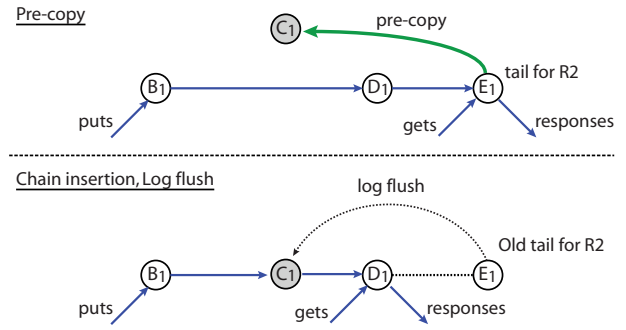 Pre-copy
C1
pre-copy
tail for R2
B1
D1
E1
puts
gets
responses
Chain insertion, Log flush
log flush
Old tail for R2
B1
C1
D1
E1
puts
gets
responses